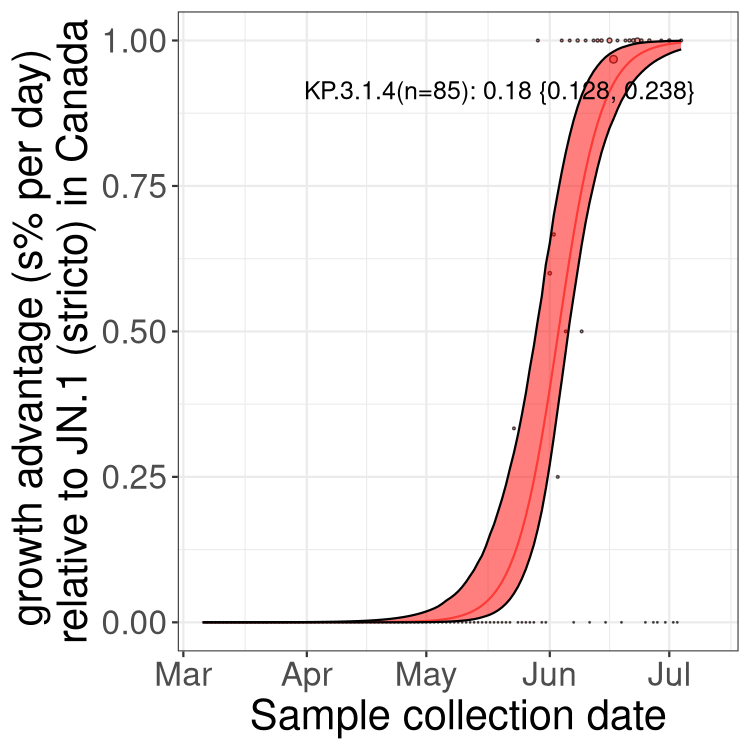 growth advantage (s% per day)
relative to JN.1 (stricto) in Canada
1.00
0.75
0.50
0.25
0.00
KP.3.1.4(n=85): 0.18 {0.128, 0.238}
Mar Apr May Jun Jul
Sample collection date